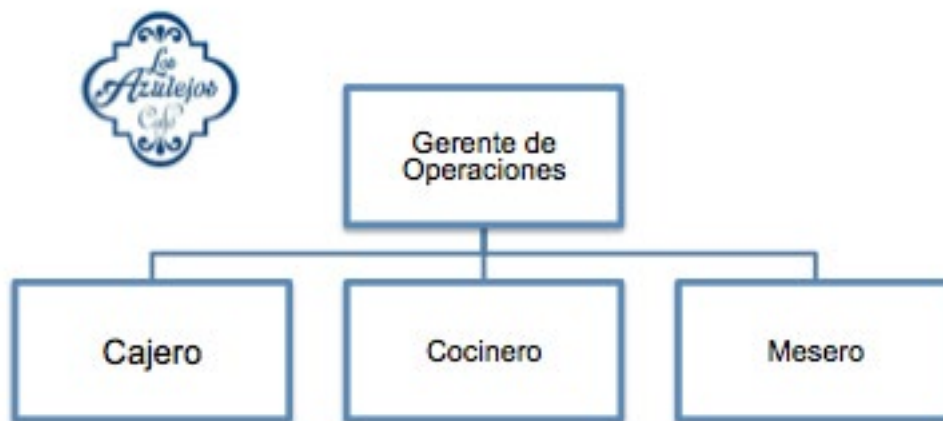 Los
Azulejos
Café
Gerente de
Operaciones
Cajero
Cocinero
Mesero